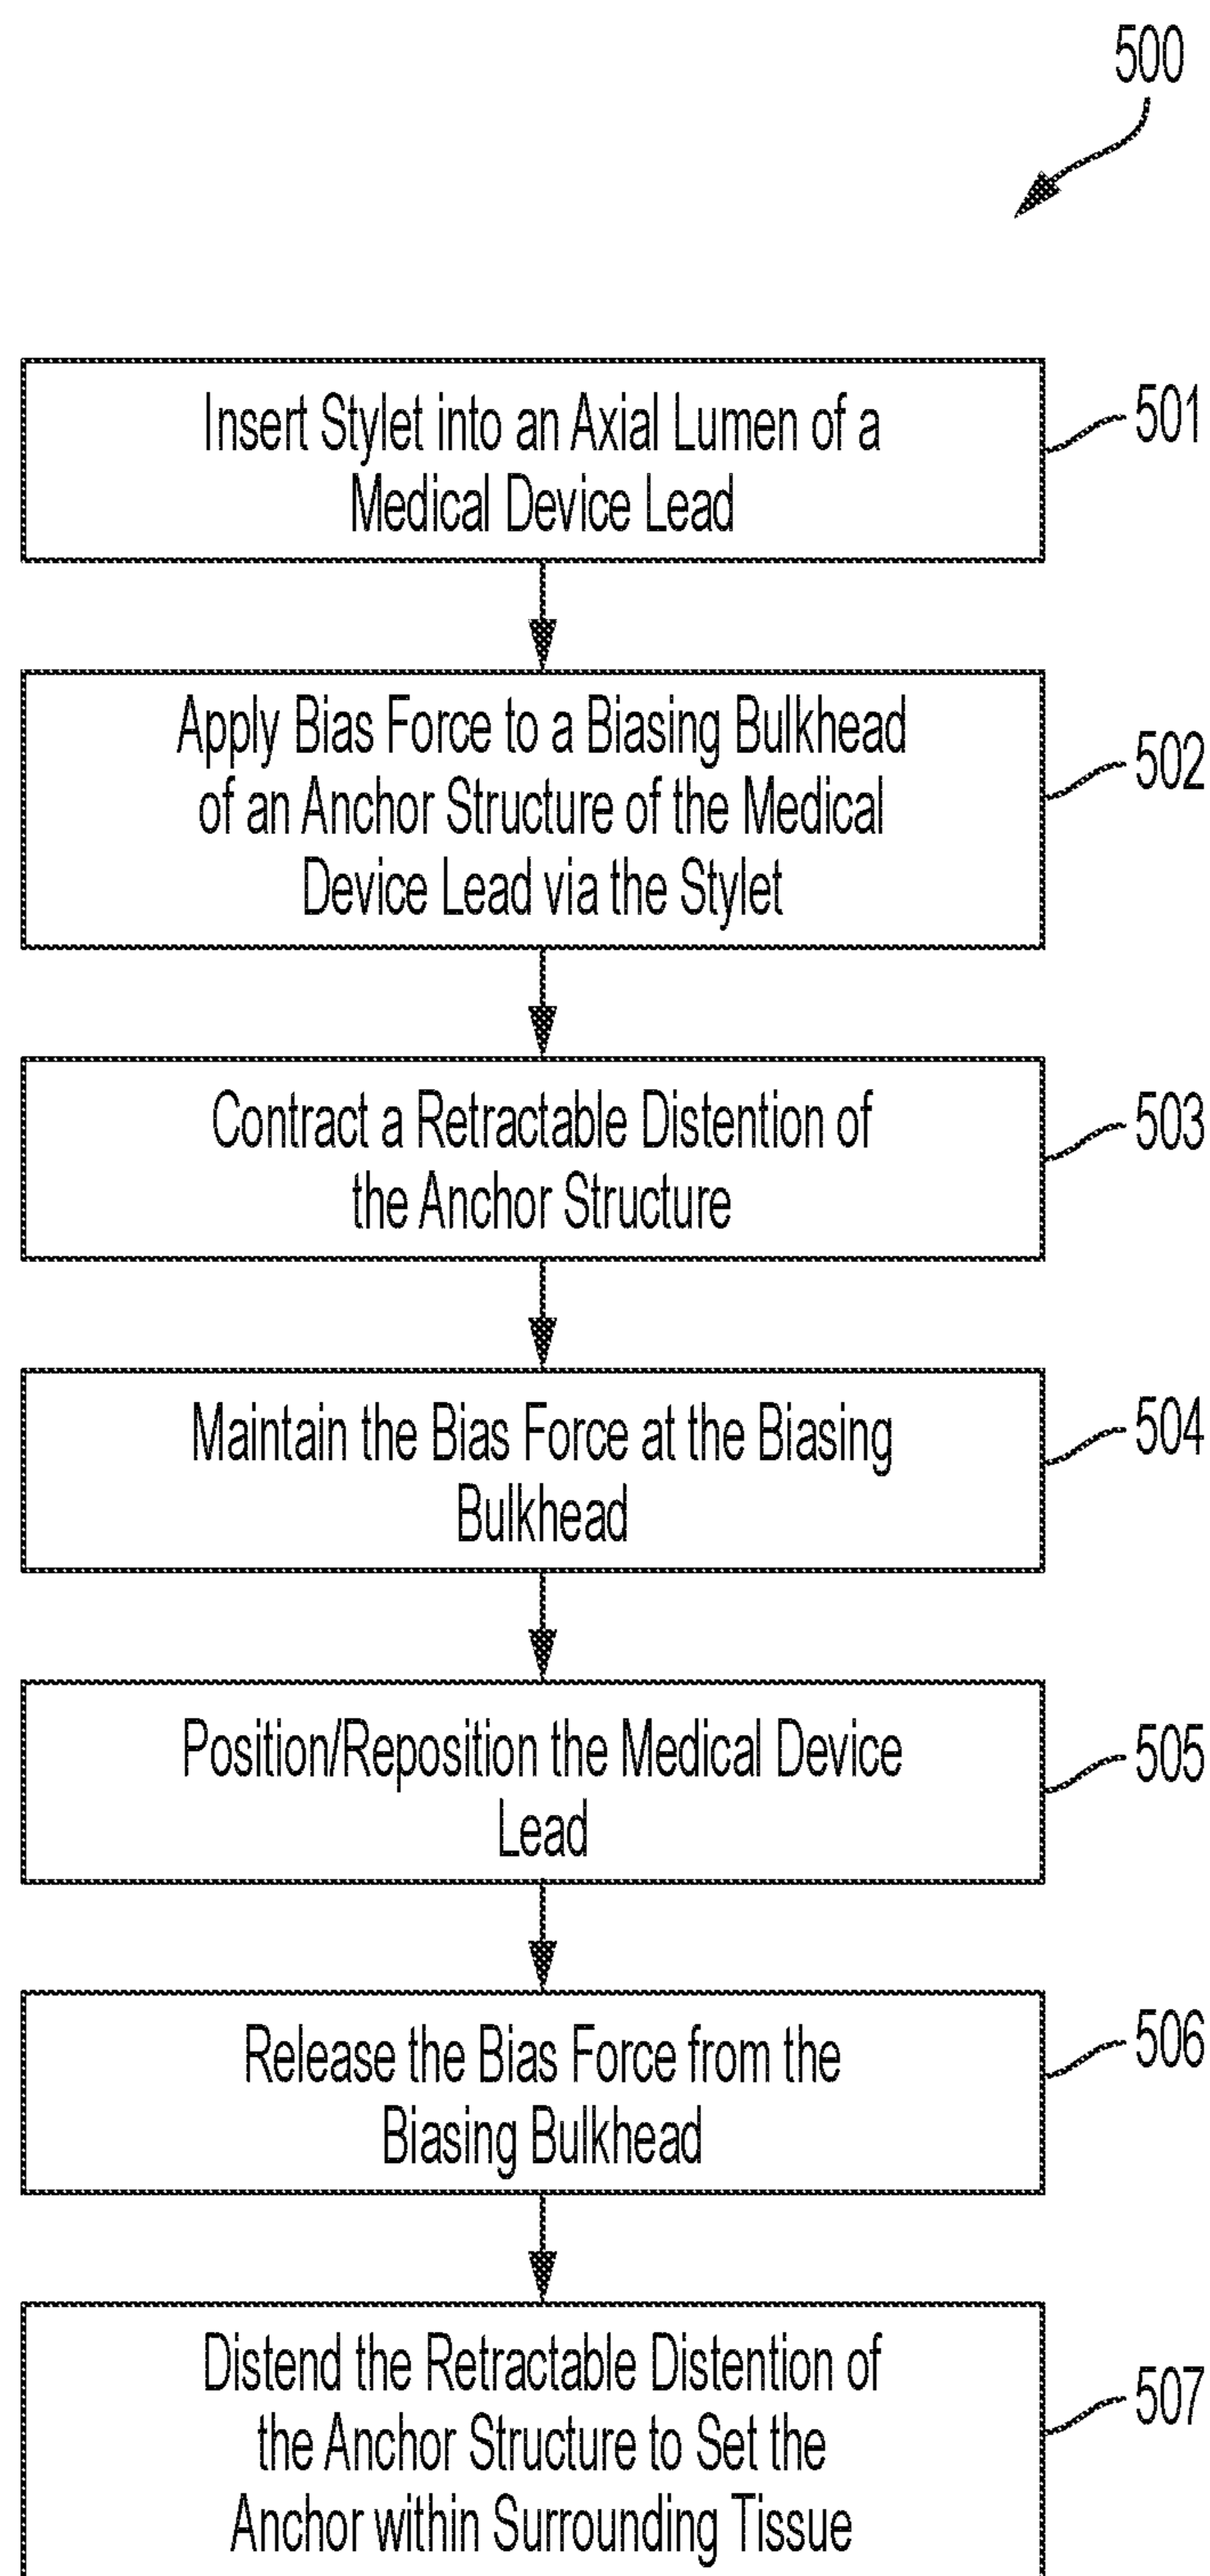 500
Insert Stylet into an Axial Lumen of a
Medical Device Lead
501
Apply Bias Force to a Biasing Bulkhead
of an Anchor Structure of the Medical
Device Lead via the Stylet
502
Contract a Retractable Distention of
the Anchor Structure
503
Maintain the Bias Force at the Biasing
Bulkhead
504
Position/Reposition the Medical Device
Lead
505
Release the Bias Force from the
Biasing Bulkhead
506
Distend the Retractable Distention of
the Anchor Structure to Set the
Anchor within Surrounding Tissue
507